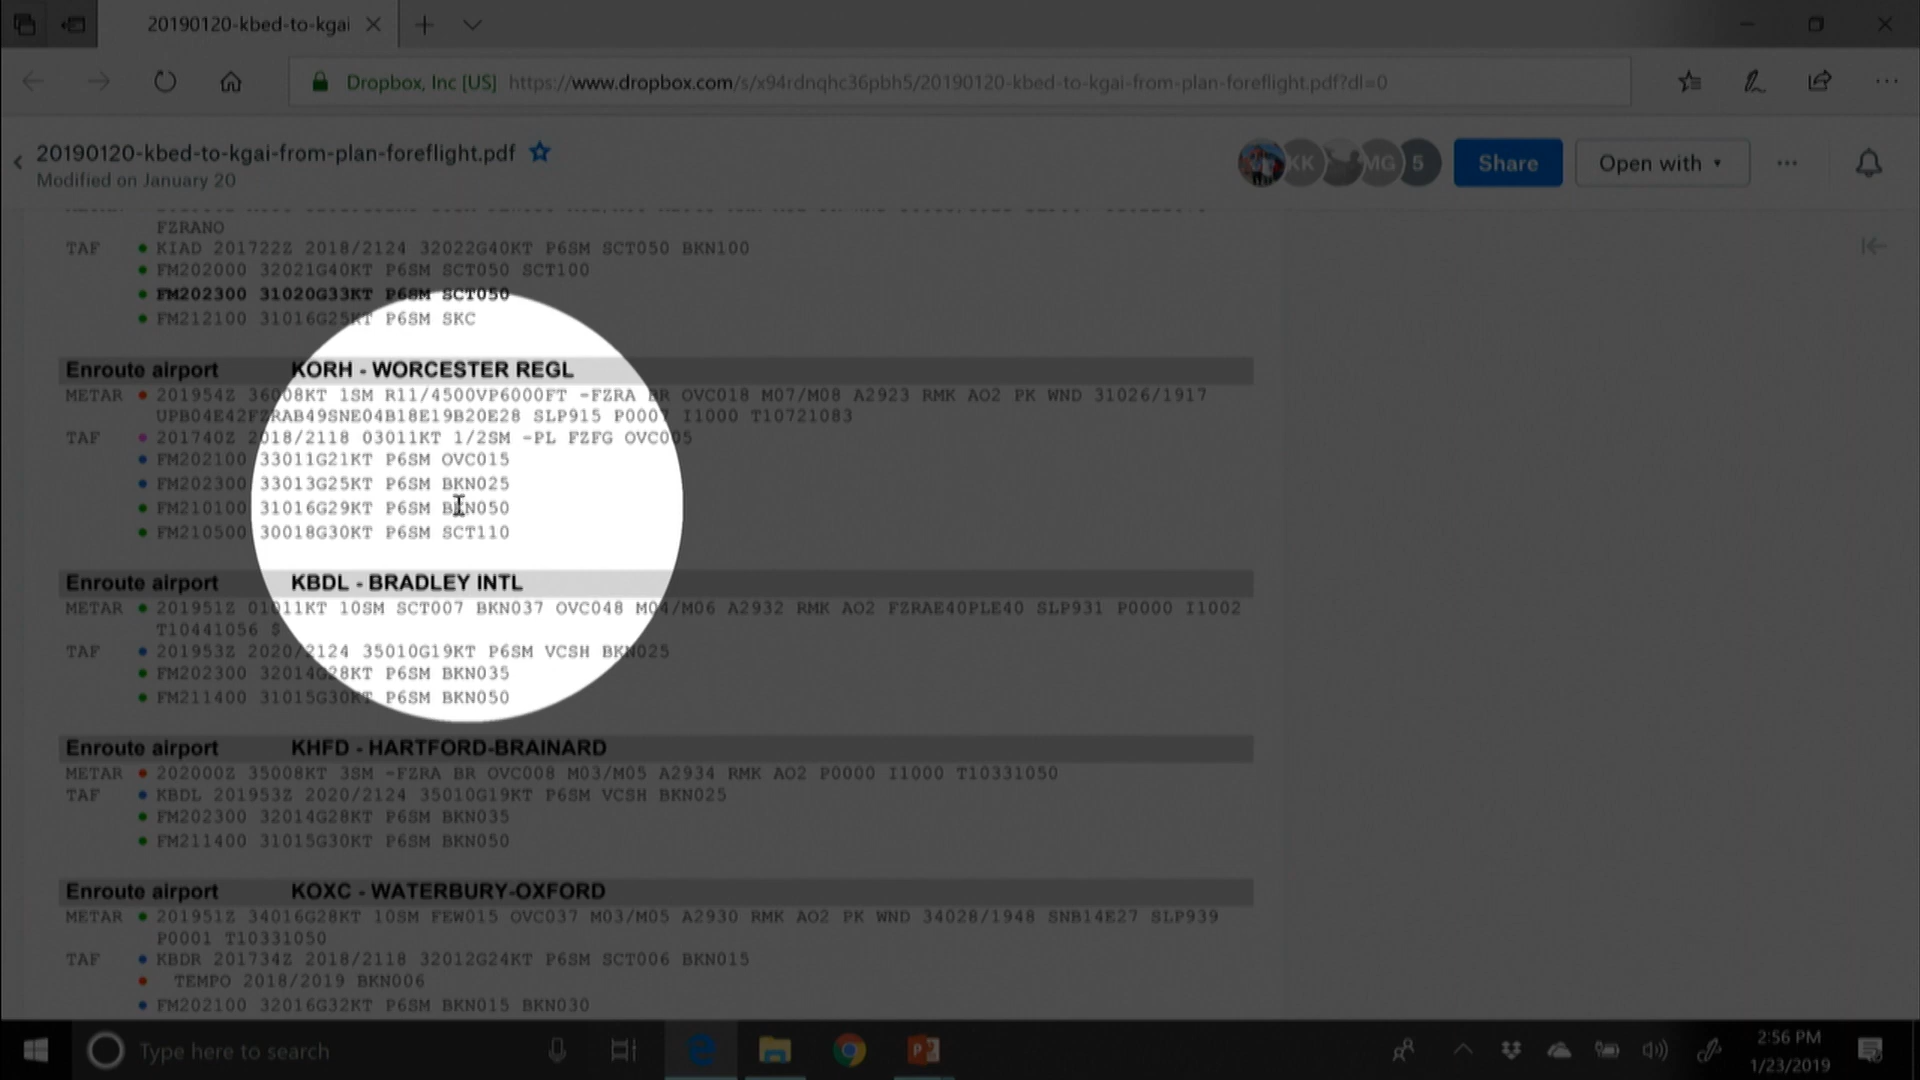 20190120-kbed-to-kgai
Dropbox, Inc [US] https://www.dropbox.com/s/x94rdnqhc36pbh5/20190120-kbed-to-kgai-from-plan-foreflight.pdf?dl=0
20190120-kbed-to-kgai-from-plan-foreflight.pdf
Modified on January 20
KK MG 5 Share Open with
FZRANO
TAF KIAD 201722Z 2018/2124 32022G40KT P6SM SCT050 BKN100
FM202000 32021G40KT P6SM SCT050 SCT100
FM202300 31020G33KT P6SM SCT050
FM212100 31016G25KT P6SM SKC
Enroute airport KORH - WORCESTER REGL
METAR 201954Z 36008KT 1SM R11/4500VP6000FT -FZRA BR OVC018 M07/M08 A2923 RMK AO2 PK WND 31026/1917
UPB04E42FZRAB49SNE04B18E19B20E28 SLP915 P0007 I1000 T10721083
TAF 201740Z 2018/2118 03011KT 1/2SM -PL FZFG OVC005
FM202100 33011G21KT P6SM OVC015
FM202300 33013G25KT P6SM BKN025
FM210100 31016G29KT P6SM BKN050
FM210500 30018G30KT P6SM SCT110
Enroute airport KBDL - BRADLEY INTL
METAR 201951Z 01011KT 10SM SCT007 BKN037 OVC048 M04/M06 A2932 RMK AO2 FZRAE40PLE40 SLP931 P0000 I1002
T10441056 $
TAF 201953Z 2020/2124 35010G19KT P6SM VCSH BKN025
FM202300 32014G28KT P6SM BKN035
FM211400 31015G30KT P6SM BKN050
Enroute airport KHFD - HARTFORD-BRAINARD
METAR 202000Z 35008KT 3SM -FZRA BR OVC008 M03/M05 A2934 RMK AO2 P0000 I1000 T10331050
TAF KBDL 201953Z 2020/2124 35010G19KT P6SM VCSH BKN025
FM202300 32014G28KT P6SM BKN035
FM211400 31015G30KT P6SM BKN050
Enroute airport KOXC - WATERBURY-OXFORD
METAR 201951Z 34016G28KT 10SM FEW015 OVC037 M03/M05 A2930 RMK AO2 PK WND 34028/1948 SNB14E27 SLP939
P0001 T10331050
TAF KBDR 201734Z 2018/2118 32012G24KT P6SM SCT006 BKN015
TEMPO 2018/2019 BKN006
FM202100 32016G32KT P6SM BKN015 BKN030
Type here to search
2:56 PM
1/23/2019